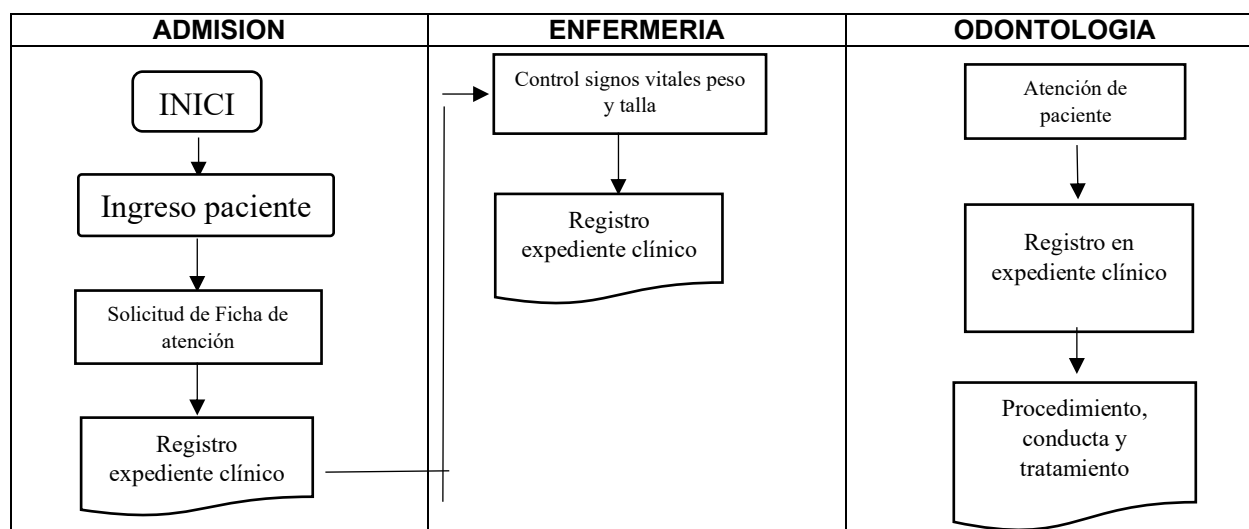 ADMISION
ENFERMERIA
ODONTOLOGIA
INICI
Ingreso paciente
Solicitud de Ficha de
atención
Registro
expediente clínico
Control signos vitales peso
y talla
Registro
expediente clínico
Atención de
paciente
Registro en
expediente clínico
Procedimiento,
conducta y
tratamiento